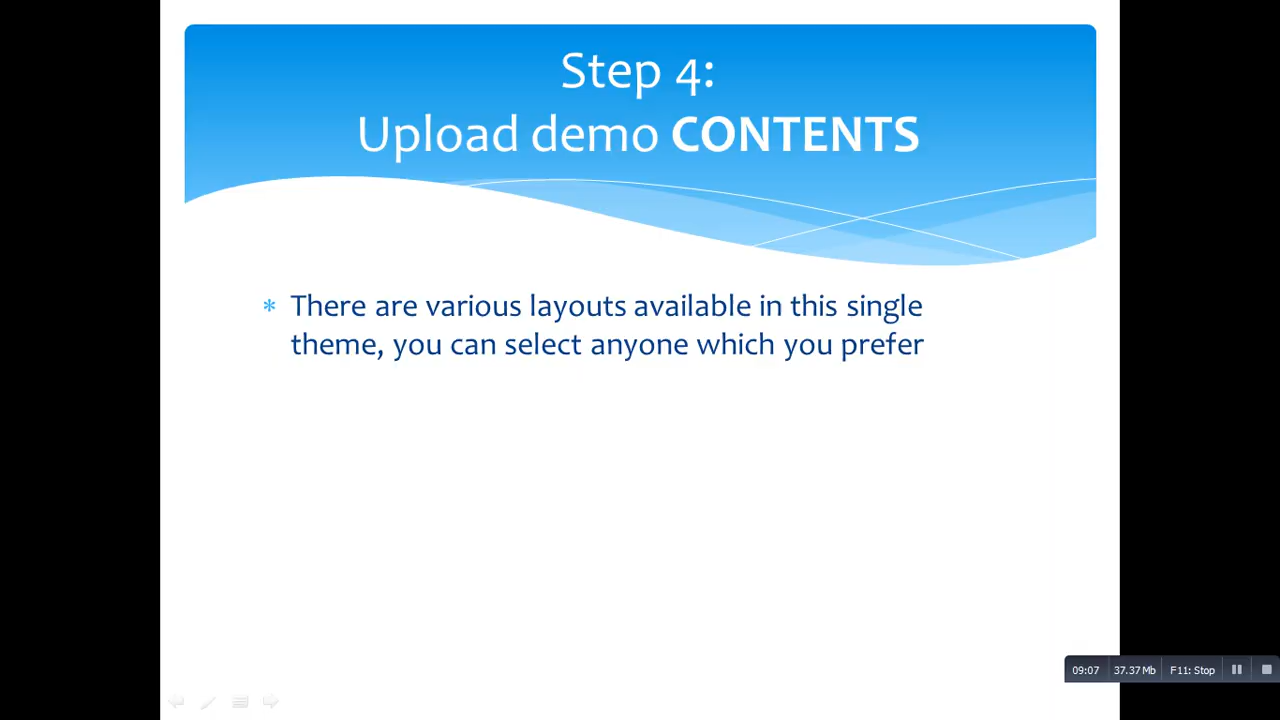 Step 4:
Upload demo CONTENTS
* There are various layouts available in this single
theme, you can select anyone which you prefer
09:07 37.37 Mb F11: Stop